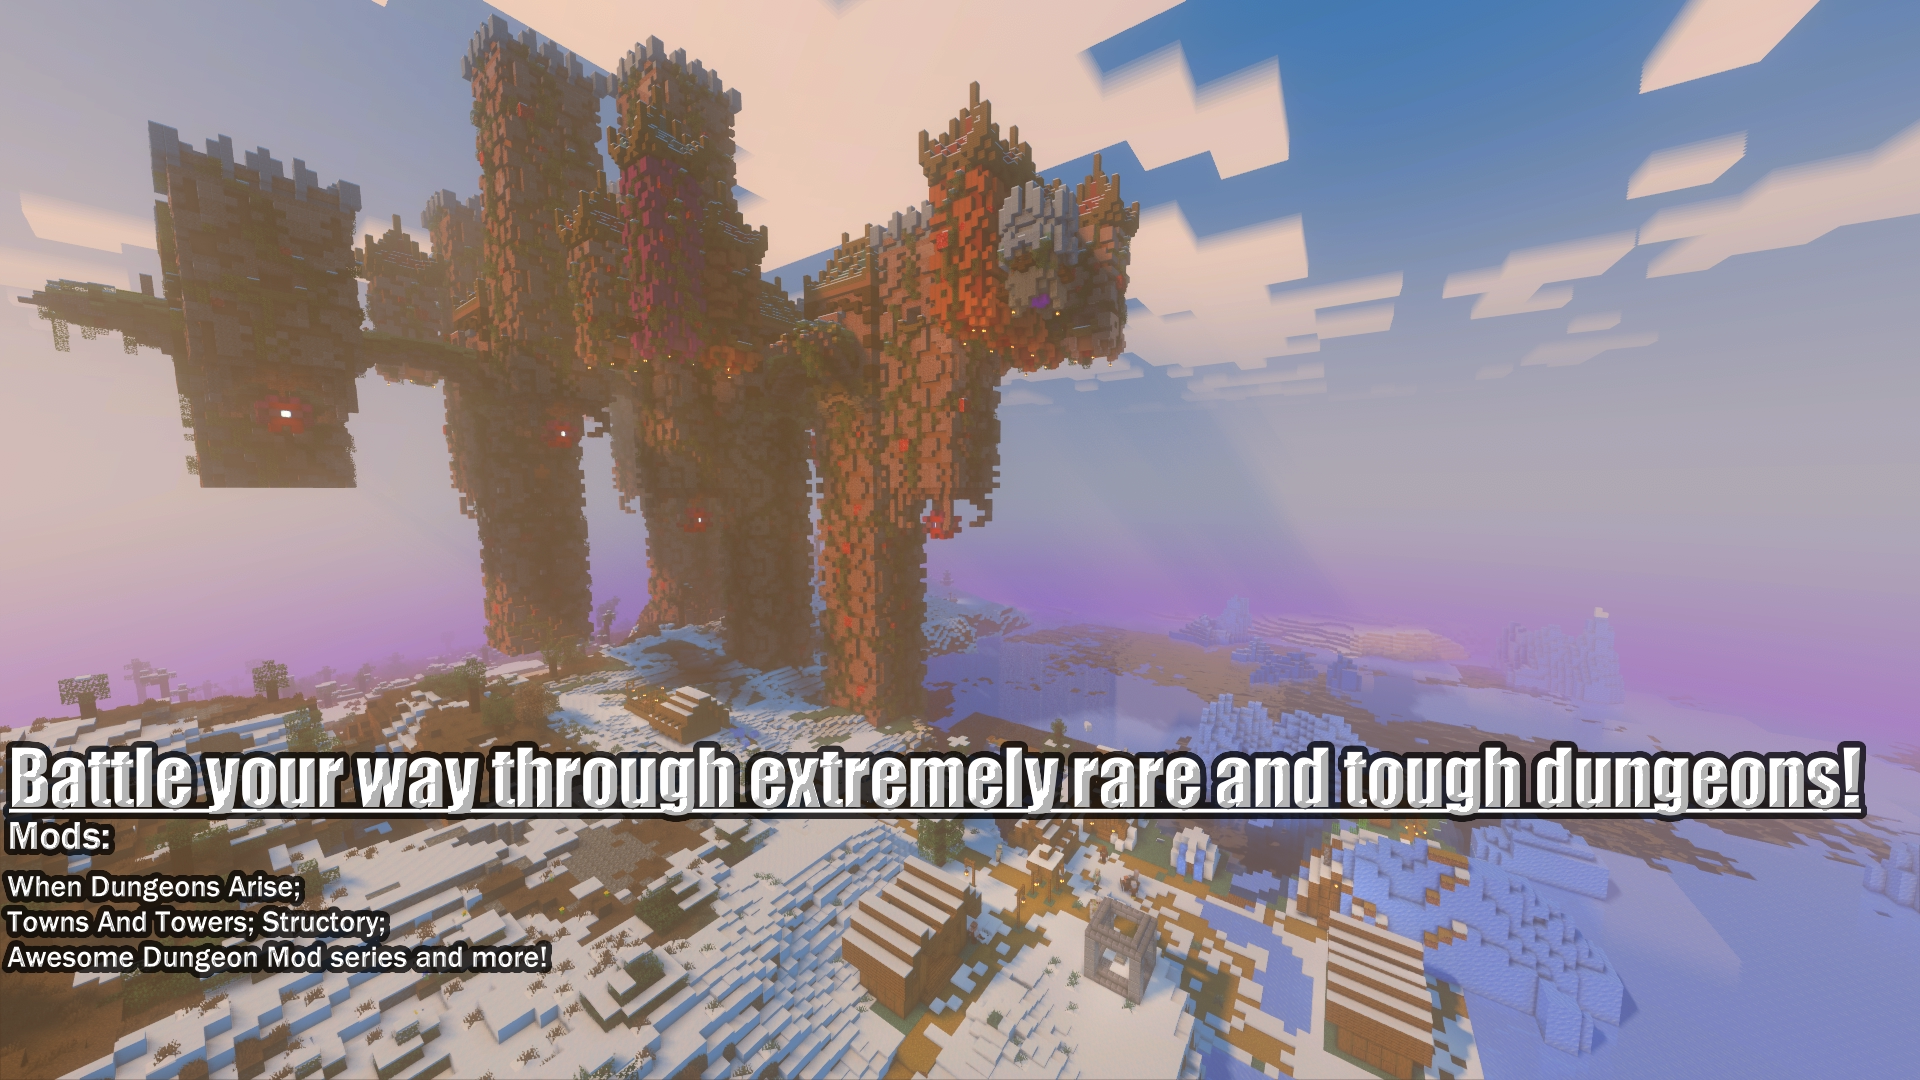 Battle your way through extremely rare and tough dungeons!
Mods:
When Dungeons Arise;
Towns And Towers; Structory;
Awesome Dungeon Mod series and more!